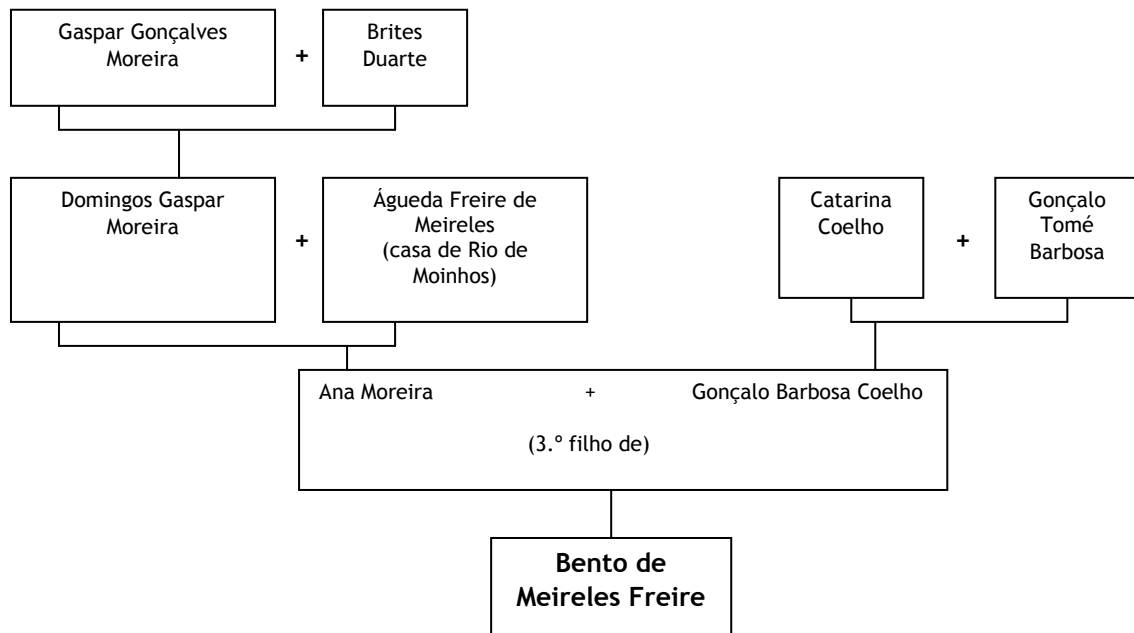 Gaspar Gonçalves
Moreira
+
Brites
Duarte
Domingos Gaspar
Moreira
+
Águeda Freire de
Meireles
(casa de Rio de
Moinhos)
Catarina
Coelho
+
Gonçalo
Tomé
Barbosa
Ana Moreira + Gonçalo Barbosa Coelho
(3.º filho de)
Bento de
Meireles Freire